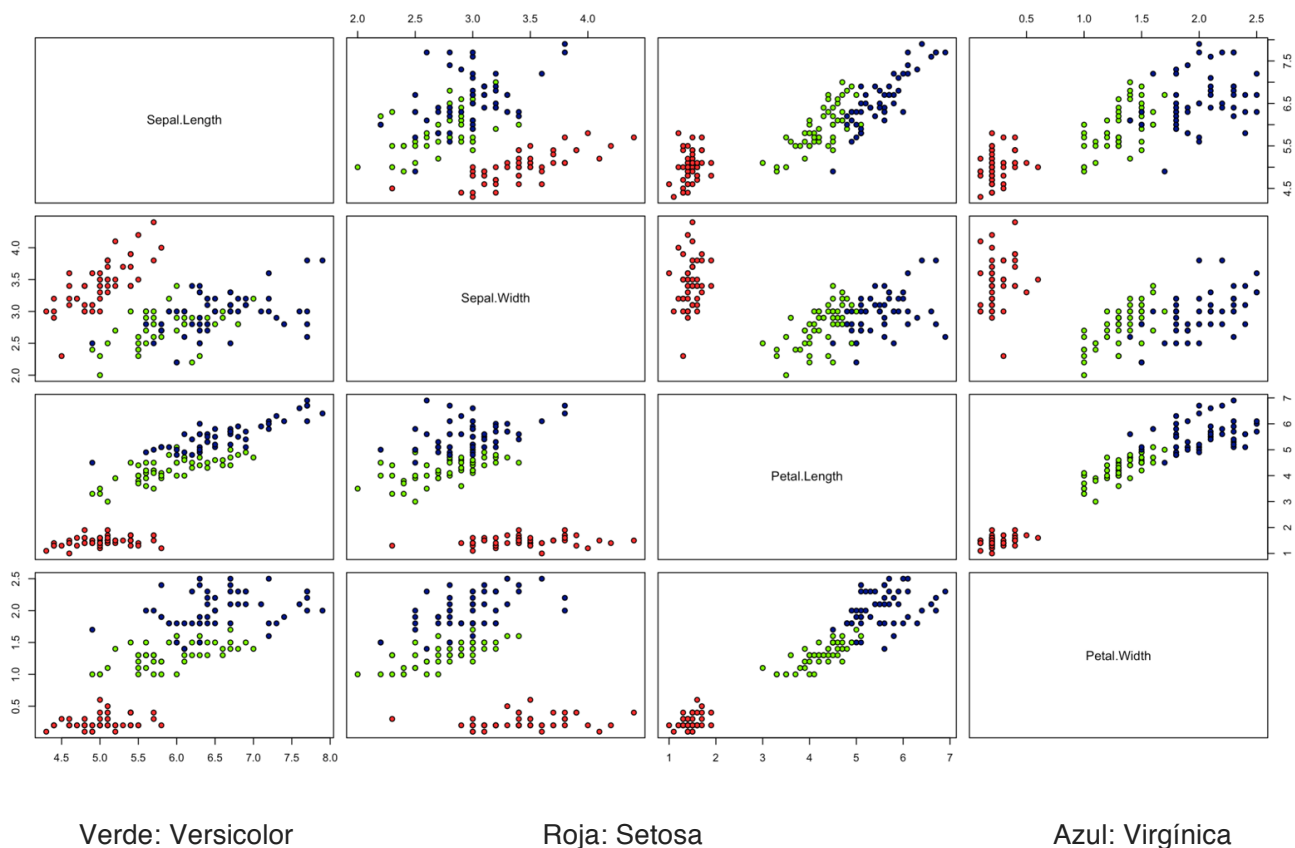 2.0 3.0 4.0 0.5 1.0 1.5 2.0 2.5
Sepal.Length
4.5 5.5 6.5 7.5
2.0 2.5 3.0 3.5 4.0
Sepal.Width
Petal.Length
1 2 3 4 5 6 7
0.5 1.0 1.5 2.0 2.5
Petal.Width
4.5 5.0 5.5 6.0 6.5 7.0 7.5 8.0 1 2 3 4 5 6 7
Verde: Versicolor Roja: Setosa Azul: Virgínica